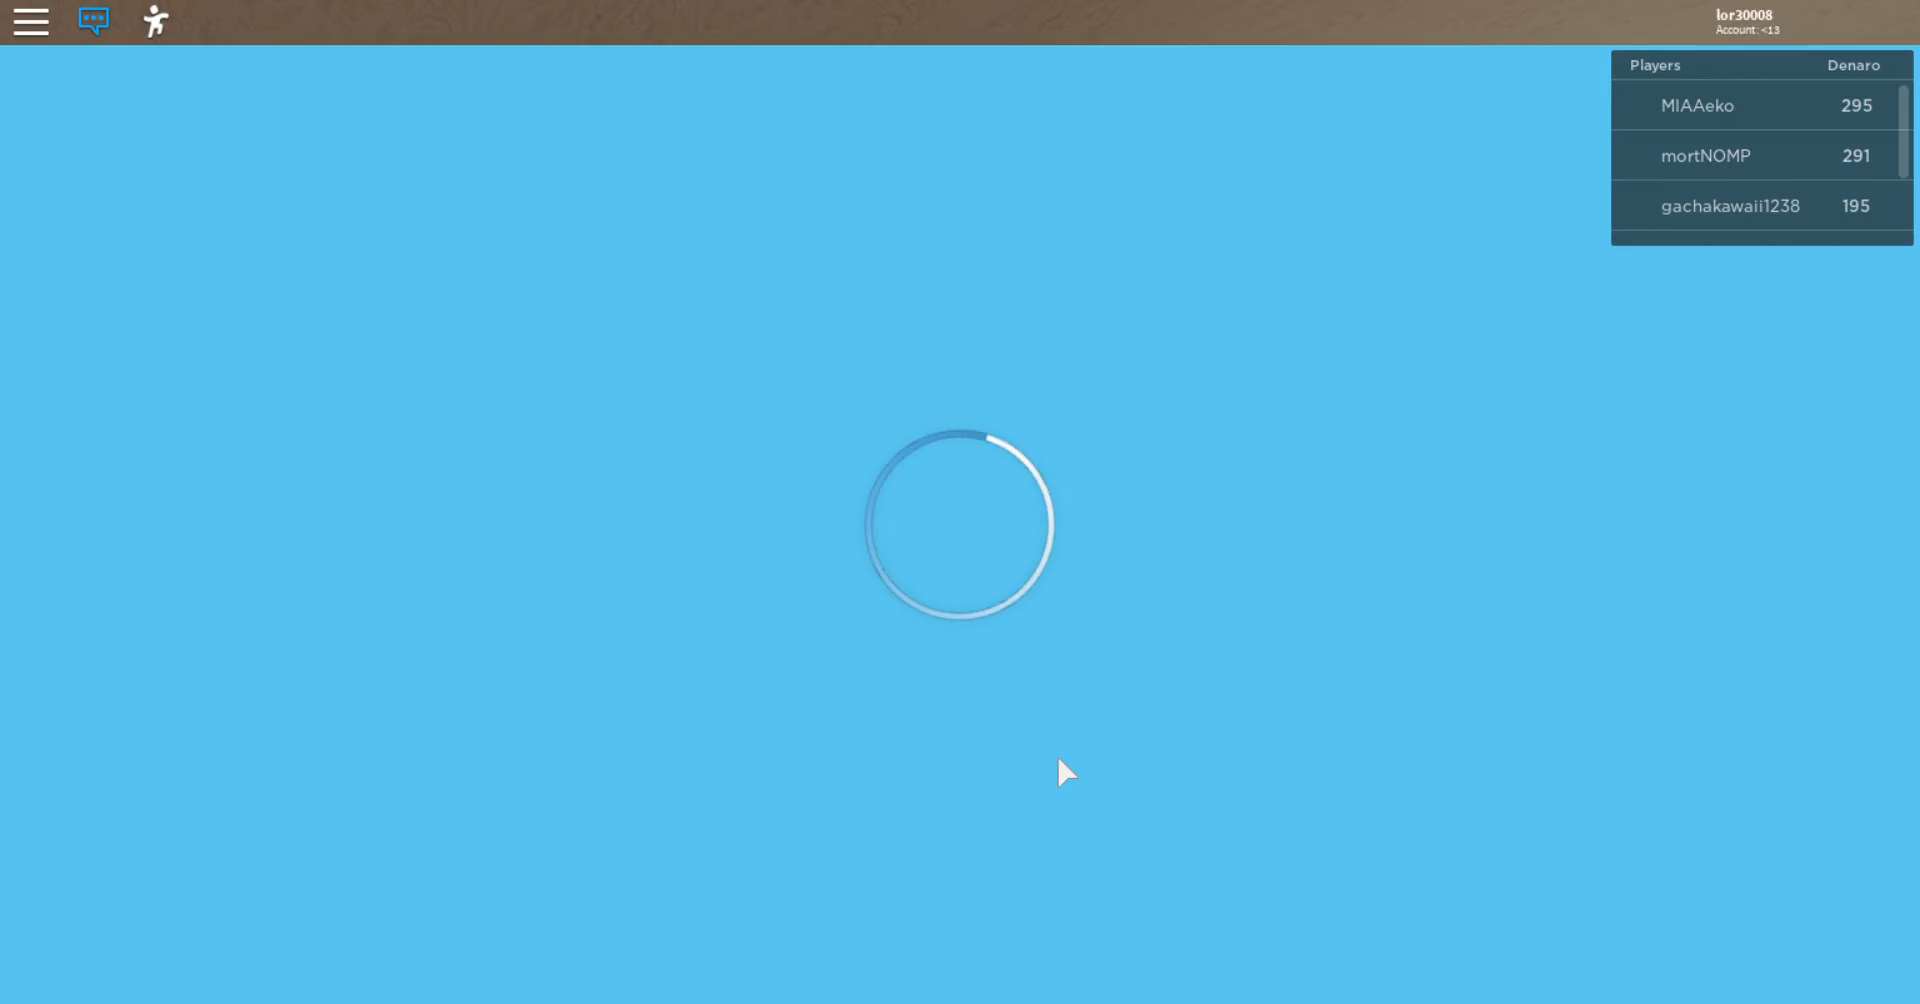 lor30008
Account: <13
Players Denaro
MIAAeko 295
mortNOMP 291
gachakawaii1238 195